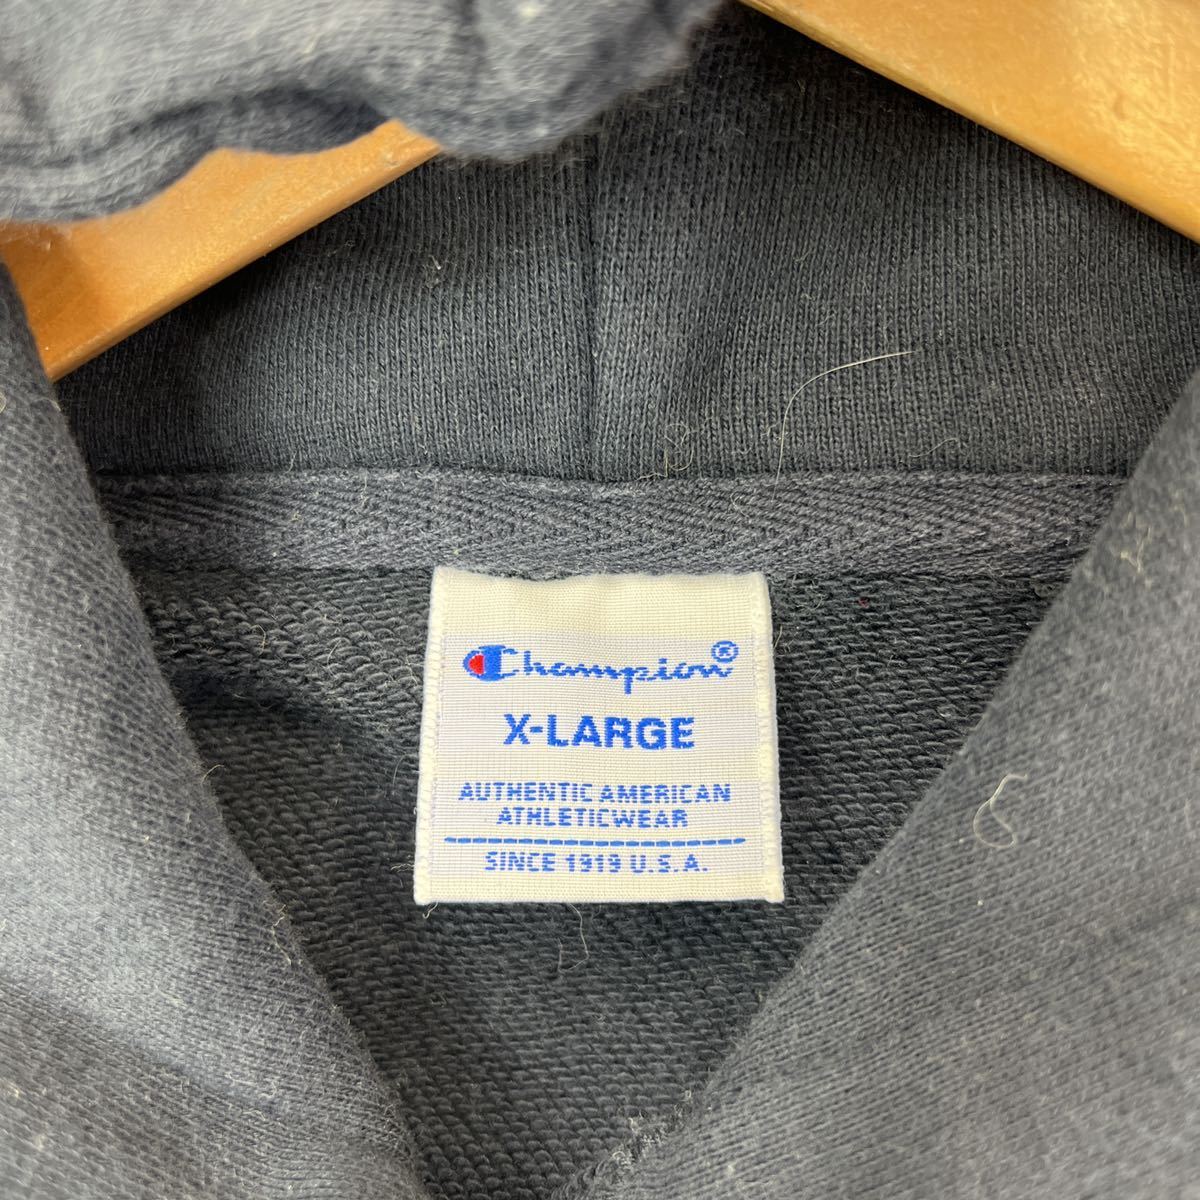 Champion®
X-LARGE
AUTHENTIC AMERICAN
ATHLETICWEAR
SINCE 1919 U.S.A.